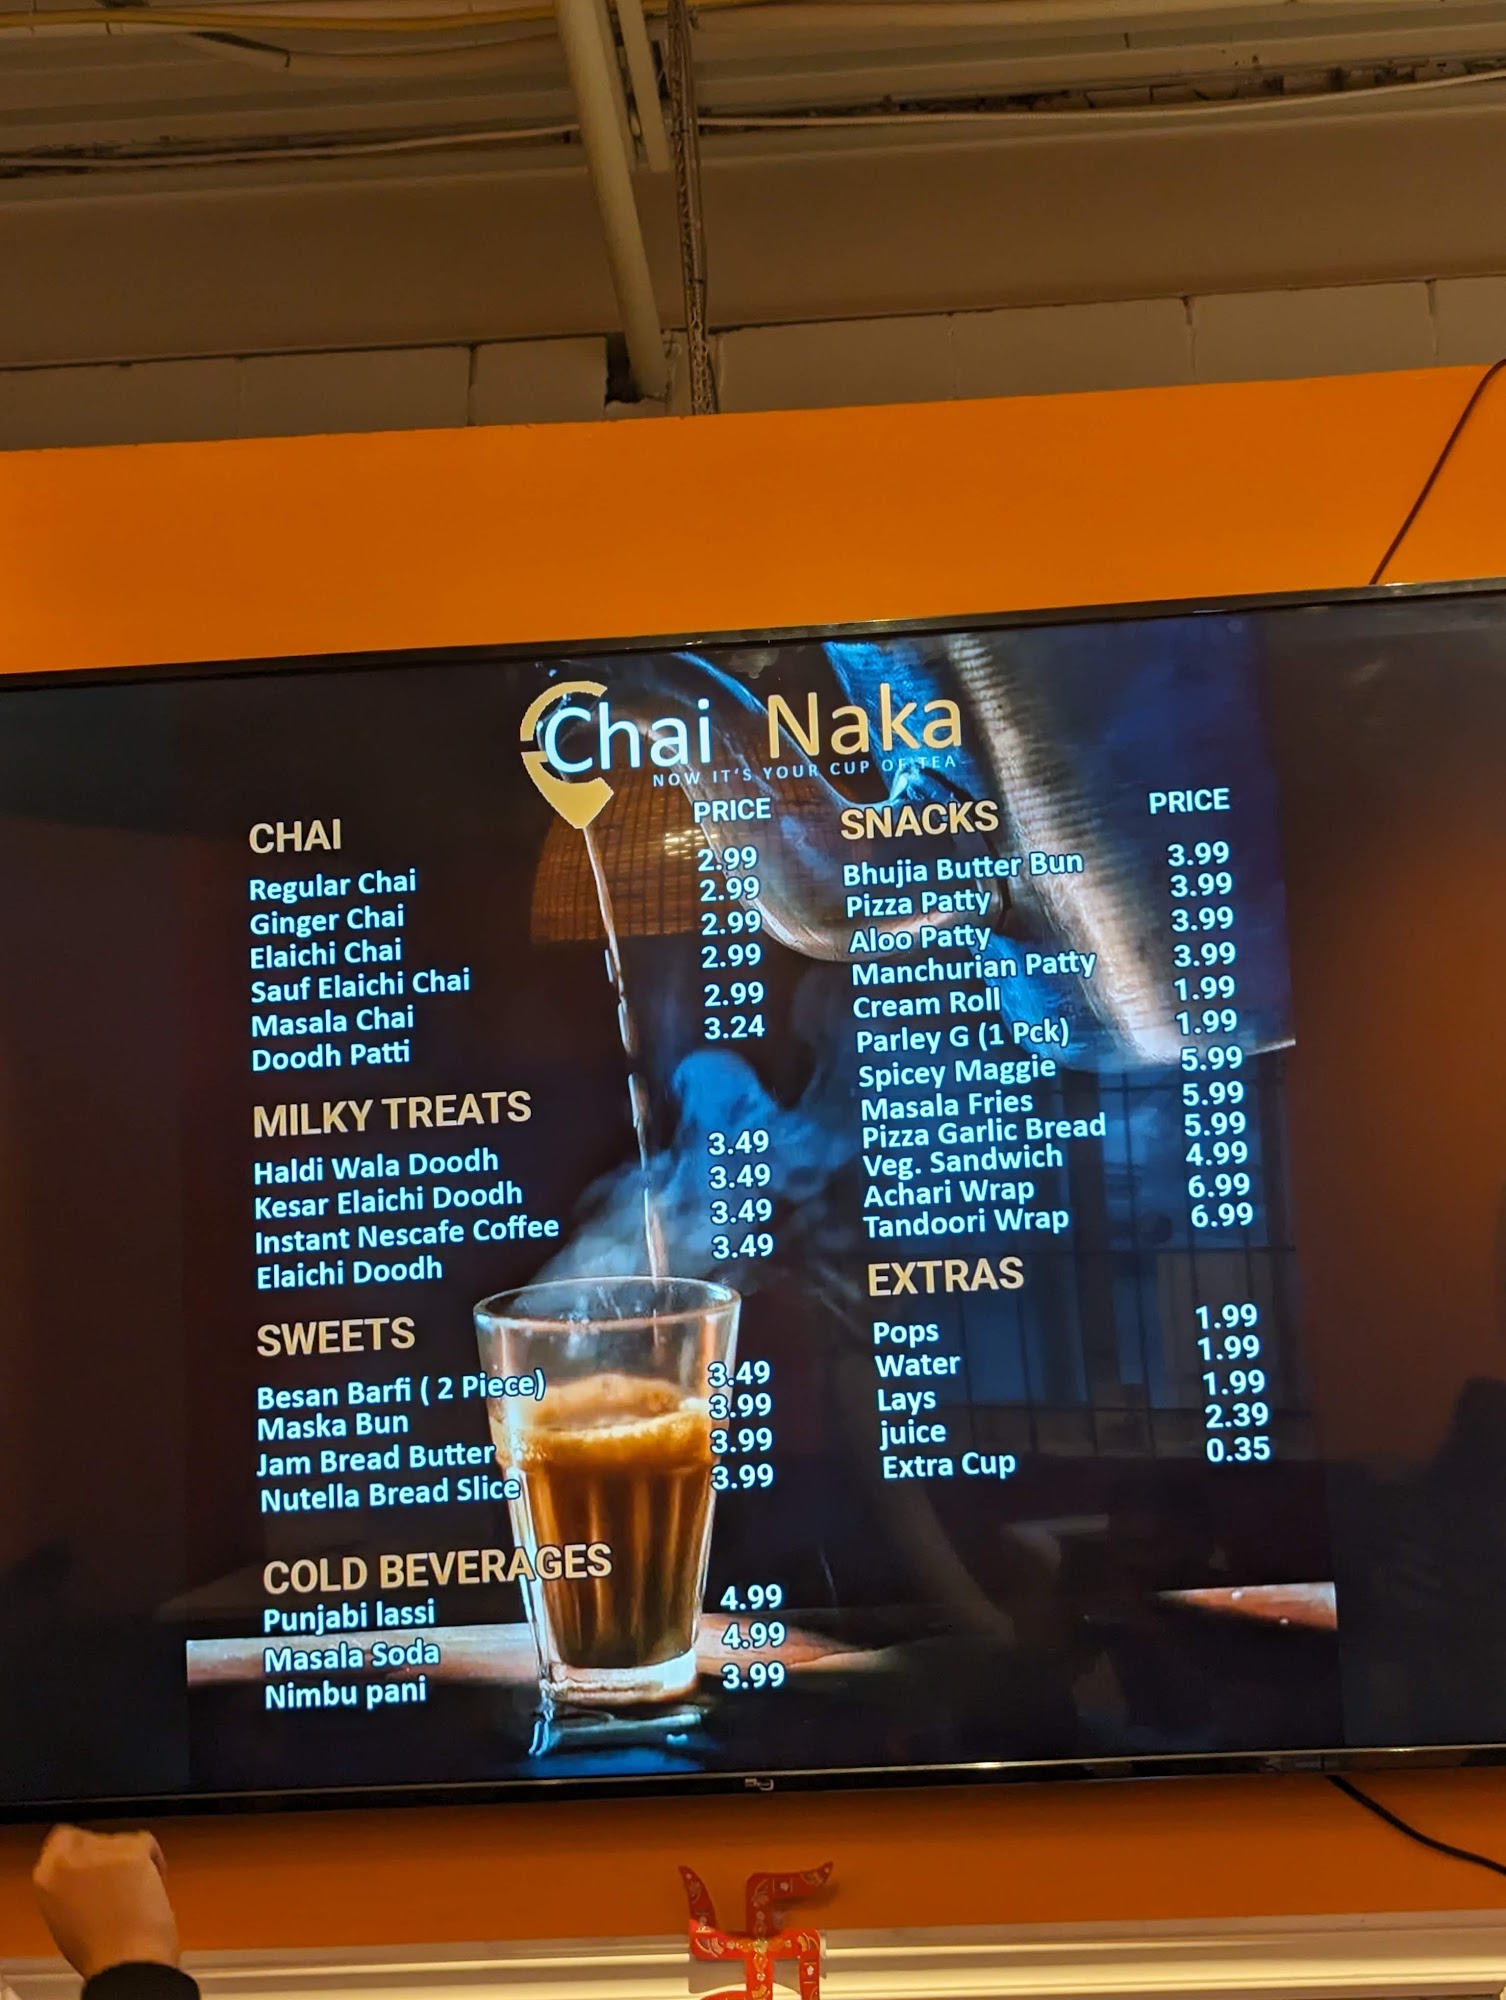 Chai Naka
NOW IT'S YOUR CUP OF TEA
CHAI PRICE
Regular Chai 2.99
Ginger Chai 2.99
Elaichi Chai 2.99
Sauf Elaichi Chai 2.99
Masala Chai 2.99
Doodh Patti 3.24
MILKY TREATS
Haldi Wala Doodh 3.49
Kesar Elaichi Doodh 3.49
Instant Nescafe Coffee 3.49
Elaichi Doodh 3.49
SWEETS
Besan Barfi ( 2 Piece) 3.49
Maska Bun 3.99
Jam Bread Butter 3.99
Nutella Bread Slice 3.99
COLD BEVERAGES
Punjabi lassi 4.99
Masala Soda 4.99
Nimbu pani 3.99
SNACKS PRICE
Bhujia Butter Bun 3.99
Pizza Patty 3.99
Aloo Patty 3.99
Manchurian Patty 3.99
Cream Roll 1.99
Parley G (1 Pck) 1.99
Spicey Maggie 5.99
Masala Fries 5.99
Pizza Garlic Bread 5.99
Veg. Sandwich 4.99
Achari Wrap 6.99
Tandoori Wrap 6.99
EXTRAS
Pops 1.99
Water 1.99
Lays 1.99
juice 2.39
Extra Cup 0.35